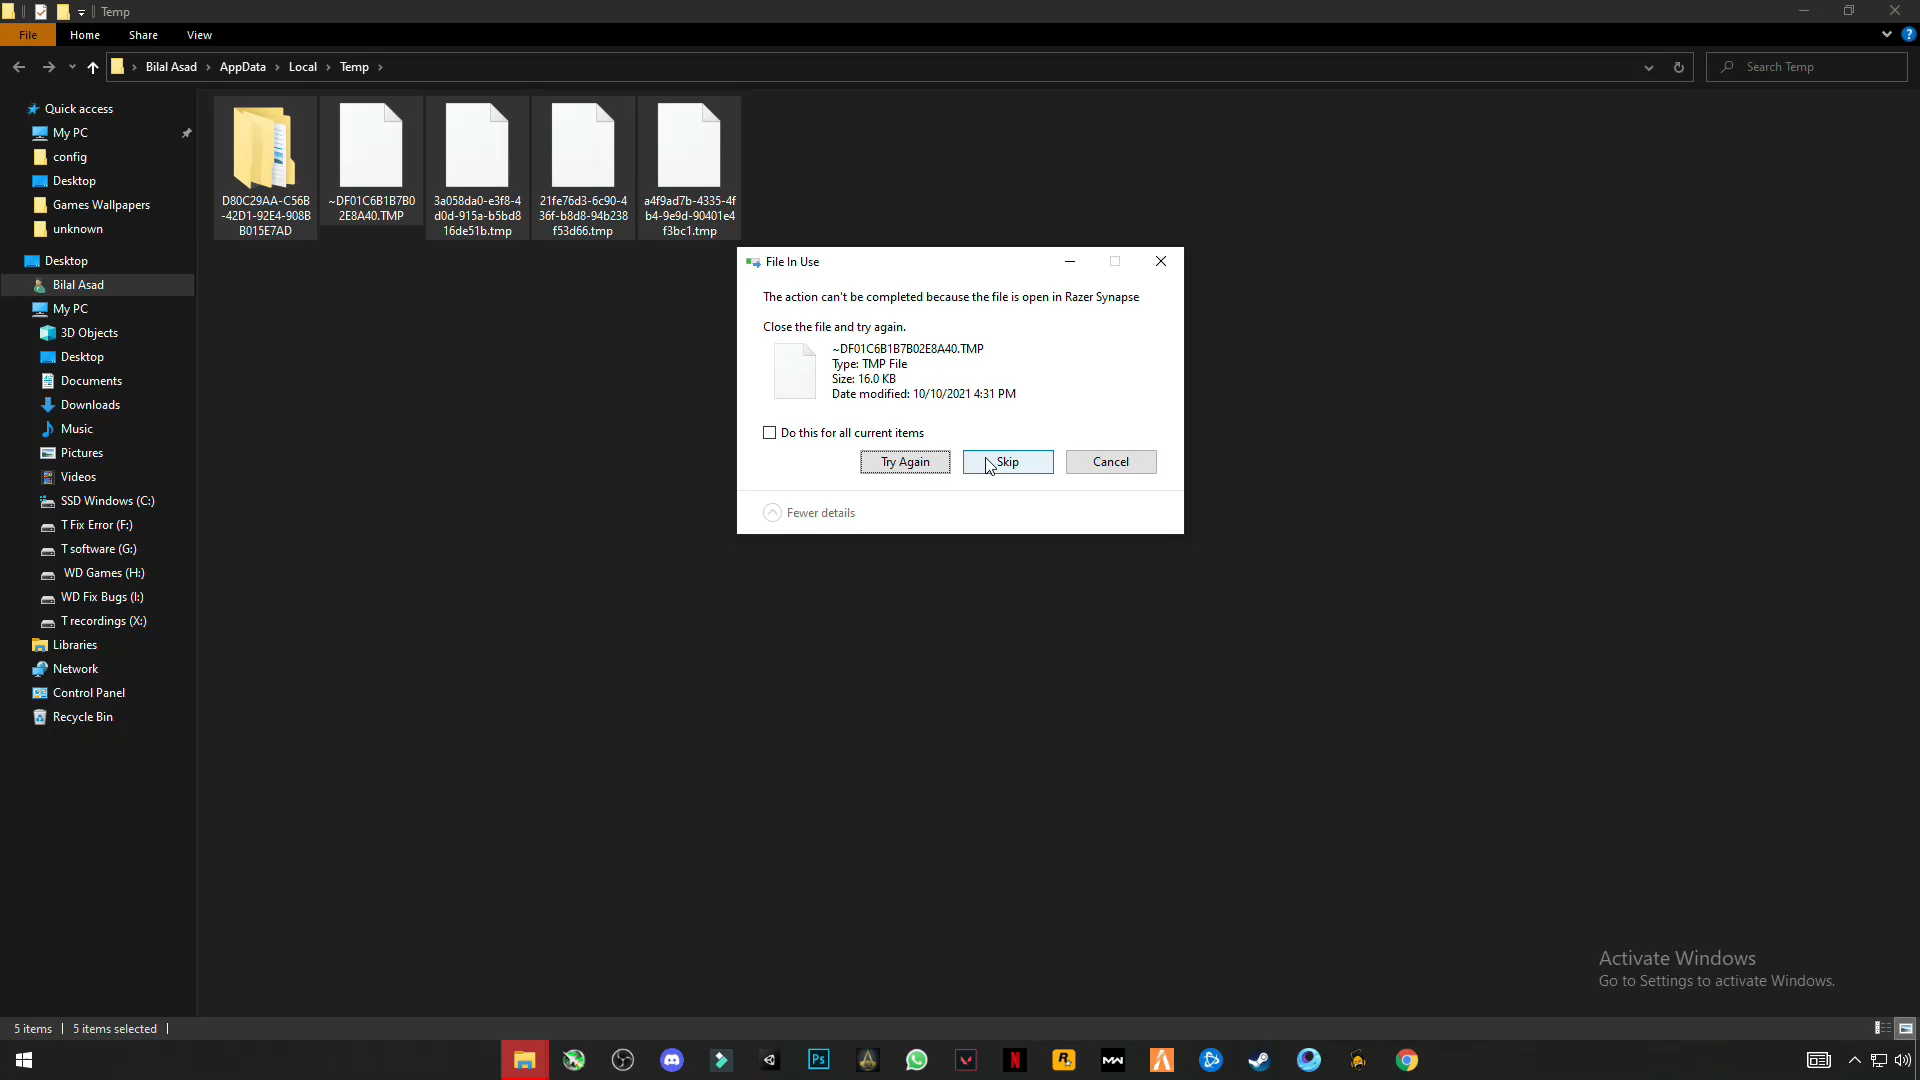 Temp
File
Home
Share
View
Bilal Asad
AppData
Local
Temp
Search Temp
Quick access
My PC
config
Desktop
Games Wallpapers
unknown
Desktop
Bilal Asad
My PC
3D Objects
Desktop
Documents
Downloads
Music
Pictures
Videos
SSD Windows (C:)
T Fix Error (F:)
T software (G:)
WD Games (H:)
WD Fix Bugs (I:)
T recordings (X:)
Libraries
Network
Control Panel
Recycle Bin
D80C29AA-C56B
-42D1-92E4-908B
B015E7AD
~DF01C6B1B7B0
2E8A40.TMP
3a058da0-e3f8-4
d0d-915a-b5bd8
16de51b.tmp
21fe76d3-6c90-4
36f-b8d8-94b238
f53d66.tmp
a4f9ad7b-4335-4f
b4-9e9d-90401e4
f3bc1.tmp
File In Use
The action can't be completed because the file is open in Razer Synapse
Close the file and try again.
~DF01C6B1B7B02E8A40.TMP
Type: TMP File
Size: 16.0 KB
Date modified: 10/10/2021 4:31 PM
Do this for all current items
Try Again
Skip
Cancel
Fewer details
Activate Windows
Go to Settings to activate Windows.
5 items
5 items selected
Ps
N
R
MW